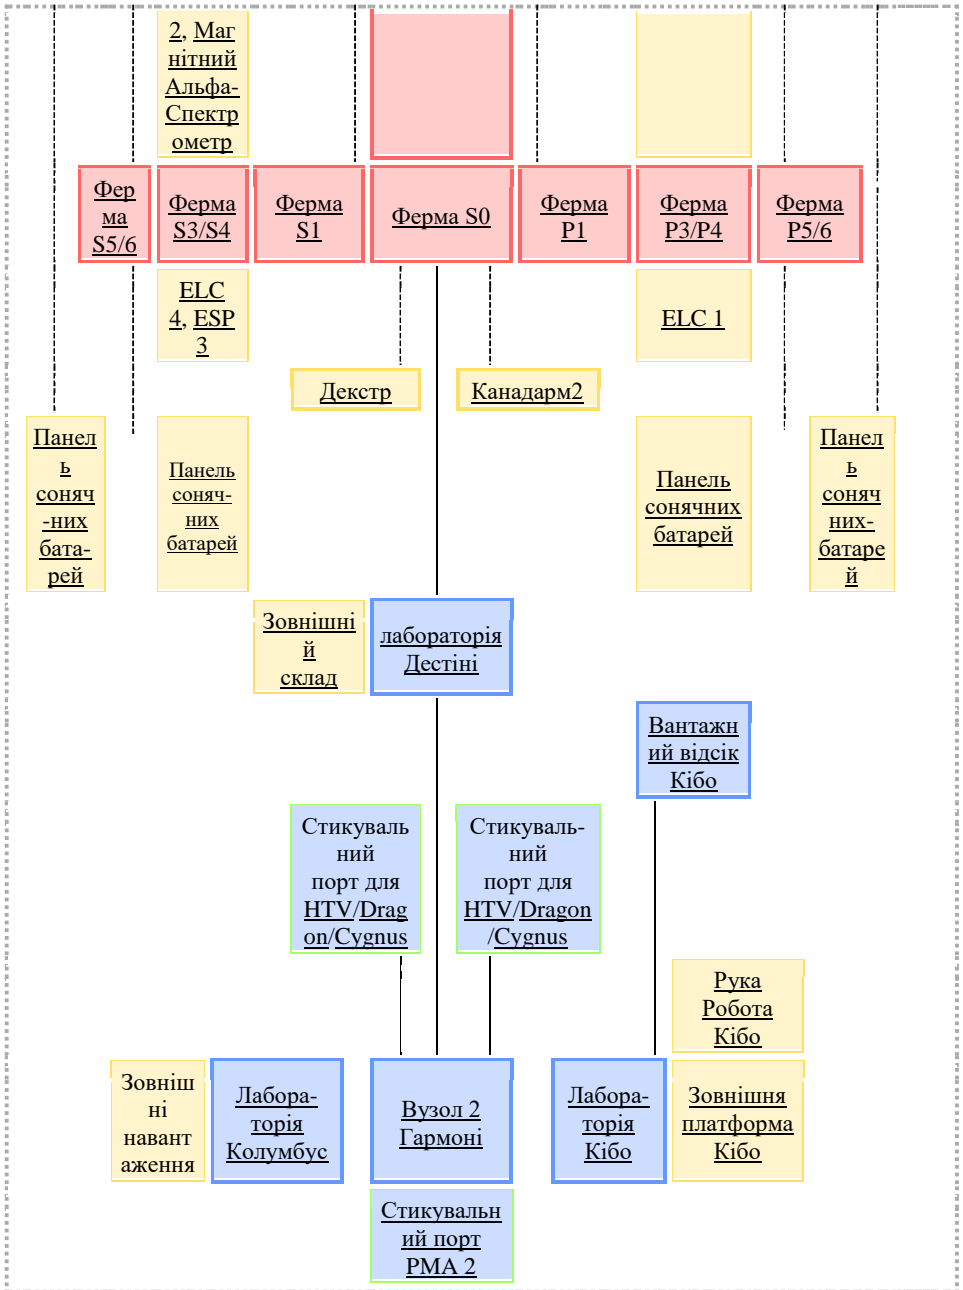 2, Маг
нітний
Альфа-
Спектр
ометр
Фер
ма
S5/6
Ферма
S3/S4
Ферма
S1
Ферма S0
Ферма
P1
Ферма
P3/P4
Ферма
P5/6
ELC
4, ESP
3
ELC 1
Декстр
Канадарм2
Панел
ь
соняч
-них
бата-
рей
Панель
соняч-
них
батарей
Панель
сонячних
батарей
Панел
ь
соняч
них-
батаре
й
Зовнішні
й
склад
лабораторія
Дестіні
Вантажн
ий відсік
Кібо
Стикуваль
ний
порт для
HTV/Drag
on/Cygnus
Стикуваль-
ний
порт для
HTV/Dragon
/Cygnus
Рука
Робота
Кібо
Зовніш
ні
навант
аження
Лабора-
торія
Колумбус
Вузол 2
Гармоні
Лабора-
торія
Кібо
Зовнішня
платформа
Кібо
Стикувальн
ий порт
PMA 2